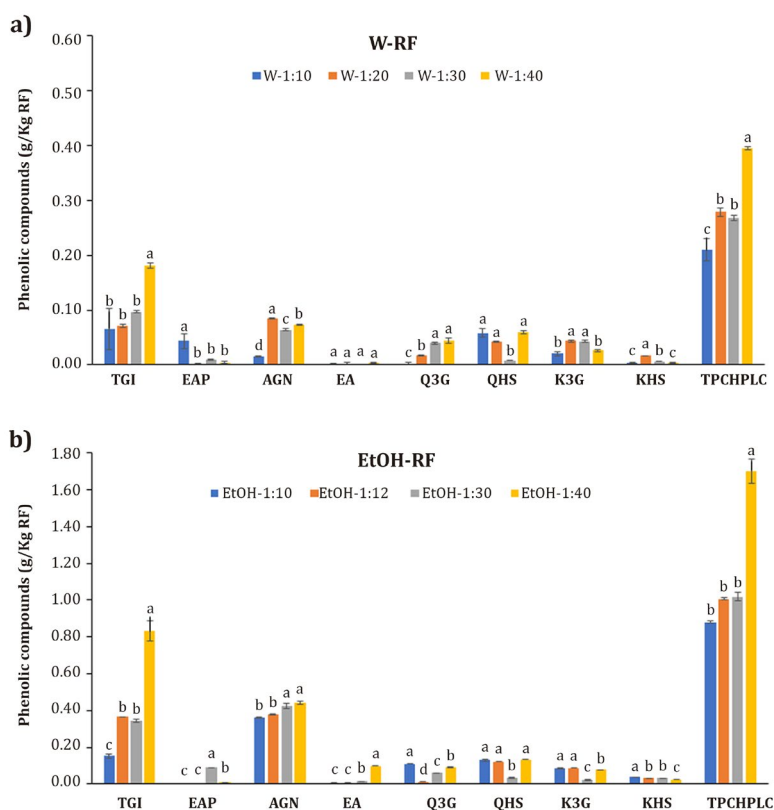 a)
W-RF
W-1:10 W-1:20 W-1:30 W-1:40
Phenolic compounds (g/Kg RF)
0.60
0.50
0.40
0.30
0.20
0.10
0.00
b b b a
a b b b
d a c b
a a a a
c b a a
a a b a
b a a b
c a b c
c b b a
TGI EAP AGN EA Q3G QHS K3G KHS TPCHPLC
b)
EtOH-RF
EtOH-1:10 EtOH-1:12 EtOH-1:30 EtOH-1:40
Phenolic compounds (g/Kg RF)
1.80
1.60
1.40
1.20
1.00
0.80
0.60
0.40
0.20
0.00
c b b a
c c a b
b b a a
c c b a
a d c b
a a b a
a a c b
a b b c
b b b a
TGI EAP AGN EA Q3G QHS K3G KHS TPCHPLC